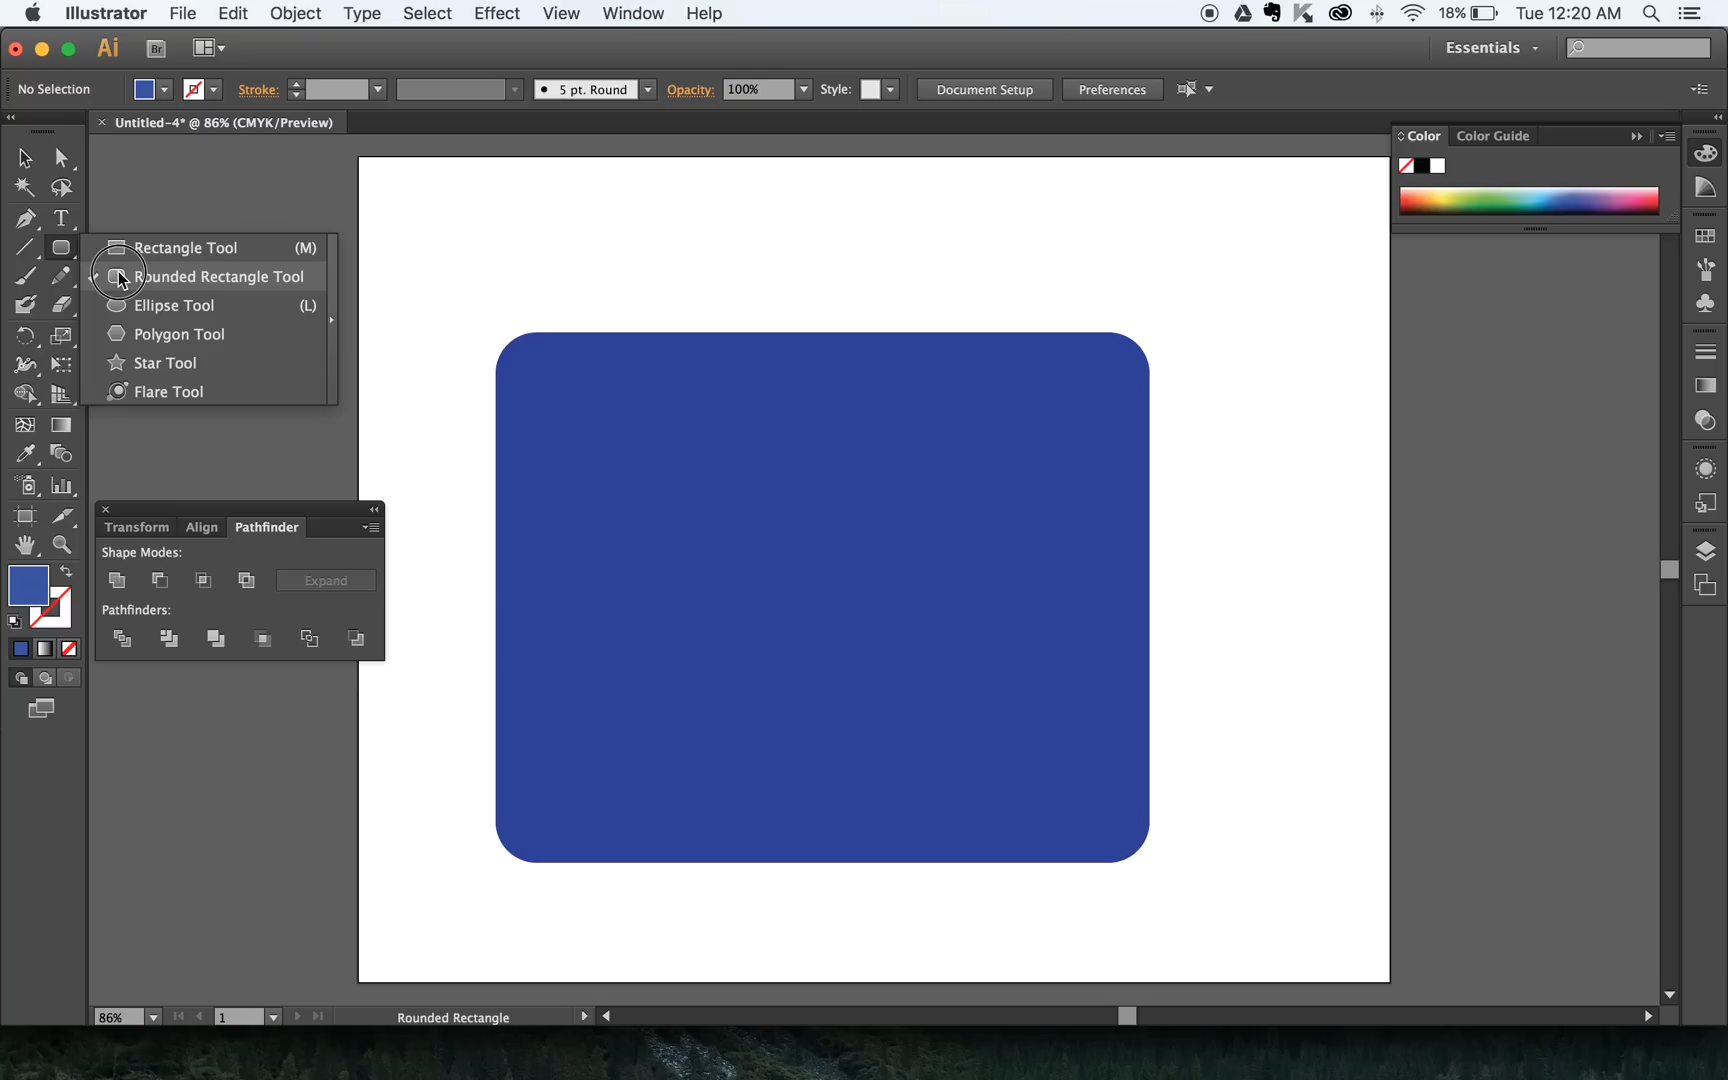 Illustrator File Edit Object Type Select Effect View Window Help 18% Tue 12:20 AM
Ai Br Essentials
No Selection Stroke: 5 pt. Round Opacity: 100% Style: Document Setup Preferences
Untitled-4* @ 86% (CMYK/Preview)
Color Color Guide
T
Rectangle Tool (M)
Rounded Rectangle Tool
Ellipse Tool (L)
Polygon Tool
Star Tool
Flare Tool
Transform Align Pathfinder
Shape Modes:
Expand
Pathfinders:
86% 1 Rounded Rectangle